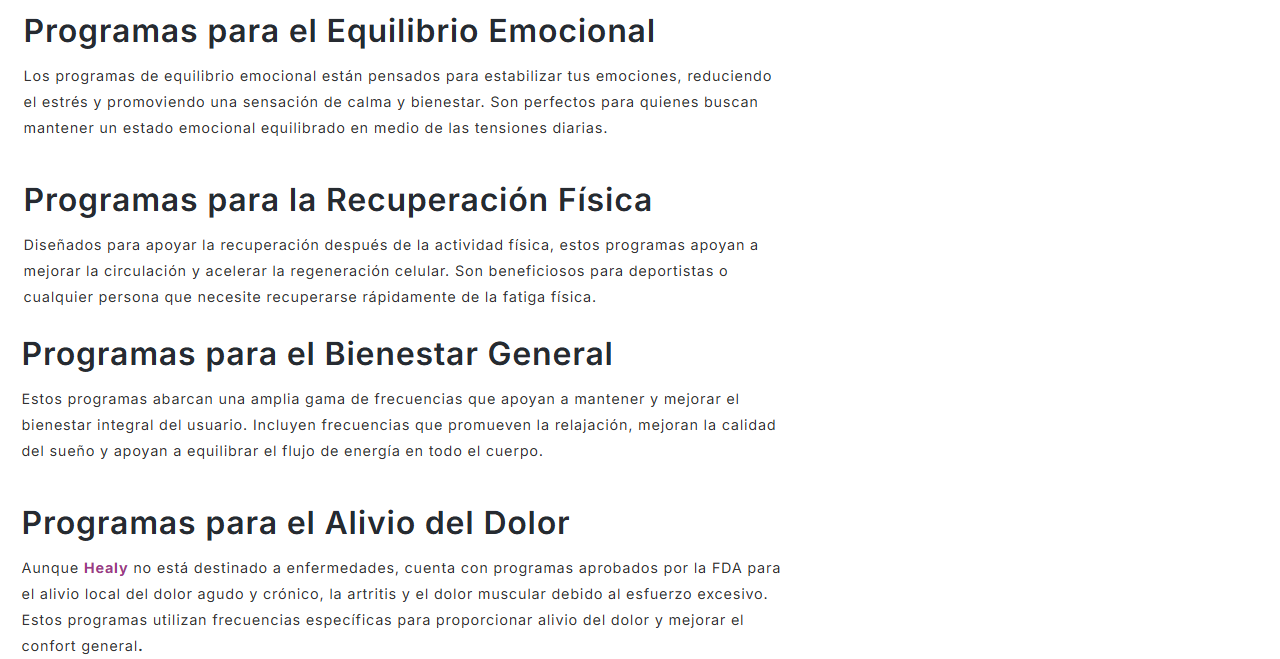 Programas para el Equilibrio Emocional
Los programas de equilibrio emocional están pensados para estabilizar tus emociones, reduciendo
el estrés y promoviendo una sensación de calma y bienestar. Son perfectos para quienes buscan
mantener un estado emocional equilibrado en medio de las tensiones diarias.
Programas para la Recuperación Física
Diseñados para apoyar la recuperación después de la actividad física, estos programas apoyan a
mejorar la circulación y acelerar la regeneración celular. Son beneficiosos para deportistas o
cualquier persona que necesite recuperarse rápidamente de la fatiga física.
Programas para el Bienestar General
Estos programas abarcan una amplia gama de frecuencias que apoyan a mantener y mejorar el
bienestar integral del usuario. Incluyen frecuencias que promueven la relajación, mejoran la calidad
del sueño y apoyan a equilibrar el flujo de energía en todo el cuerpo.
Programas para el Alivio del Dolor
Aunque Healy no está destinado a enfermedades, cuenta con programas aprobados por la FDA para
el alivio local del dolor agudo y crónico, la artritis y el dolor muscular debido al esfuerzo excesivo.
Estos programas utilizan frecuencias específicas para proporcionar alivio del dolor y mejorar el
confort general.